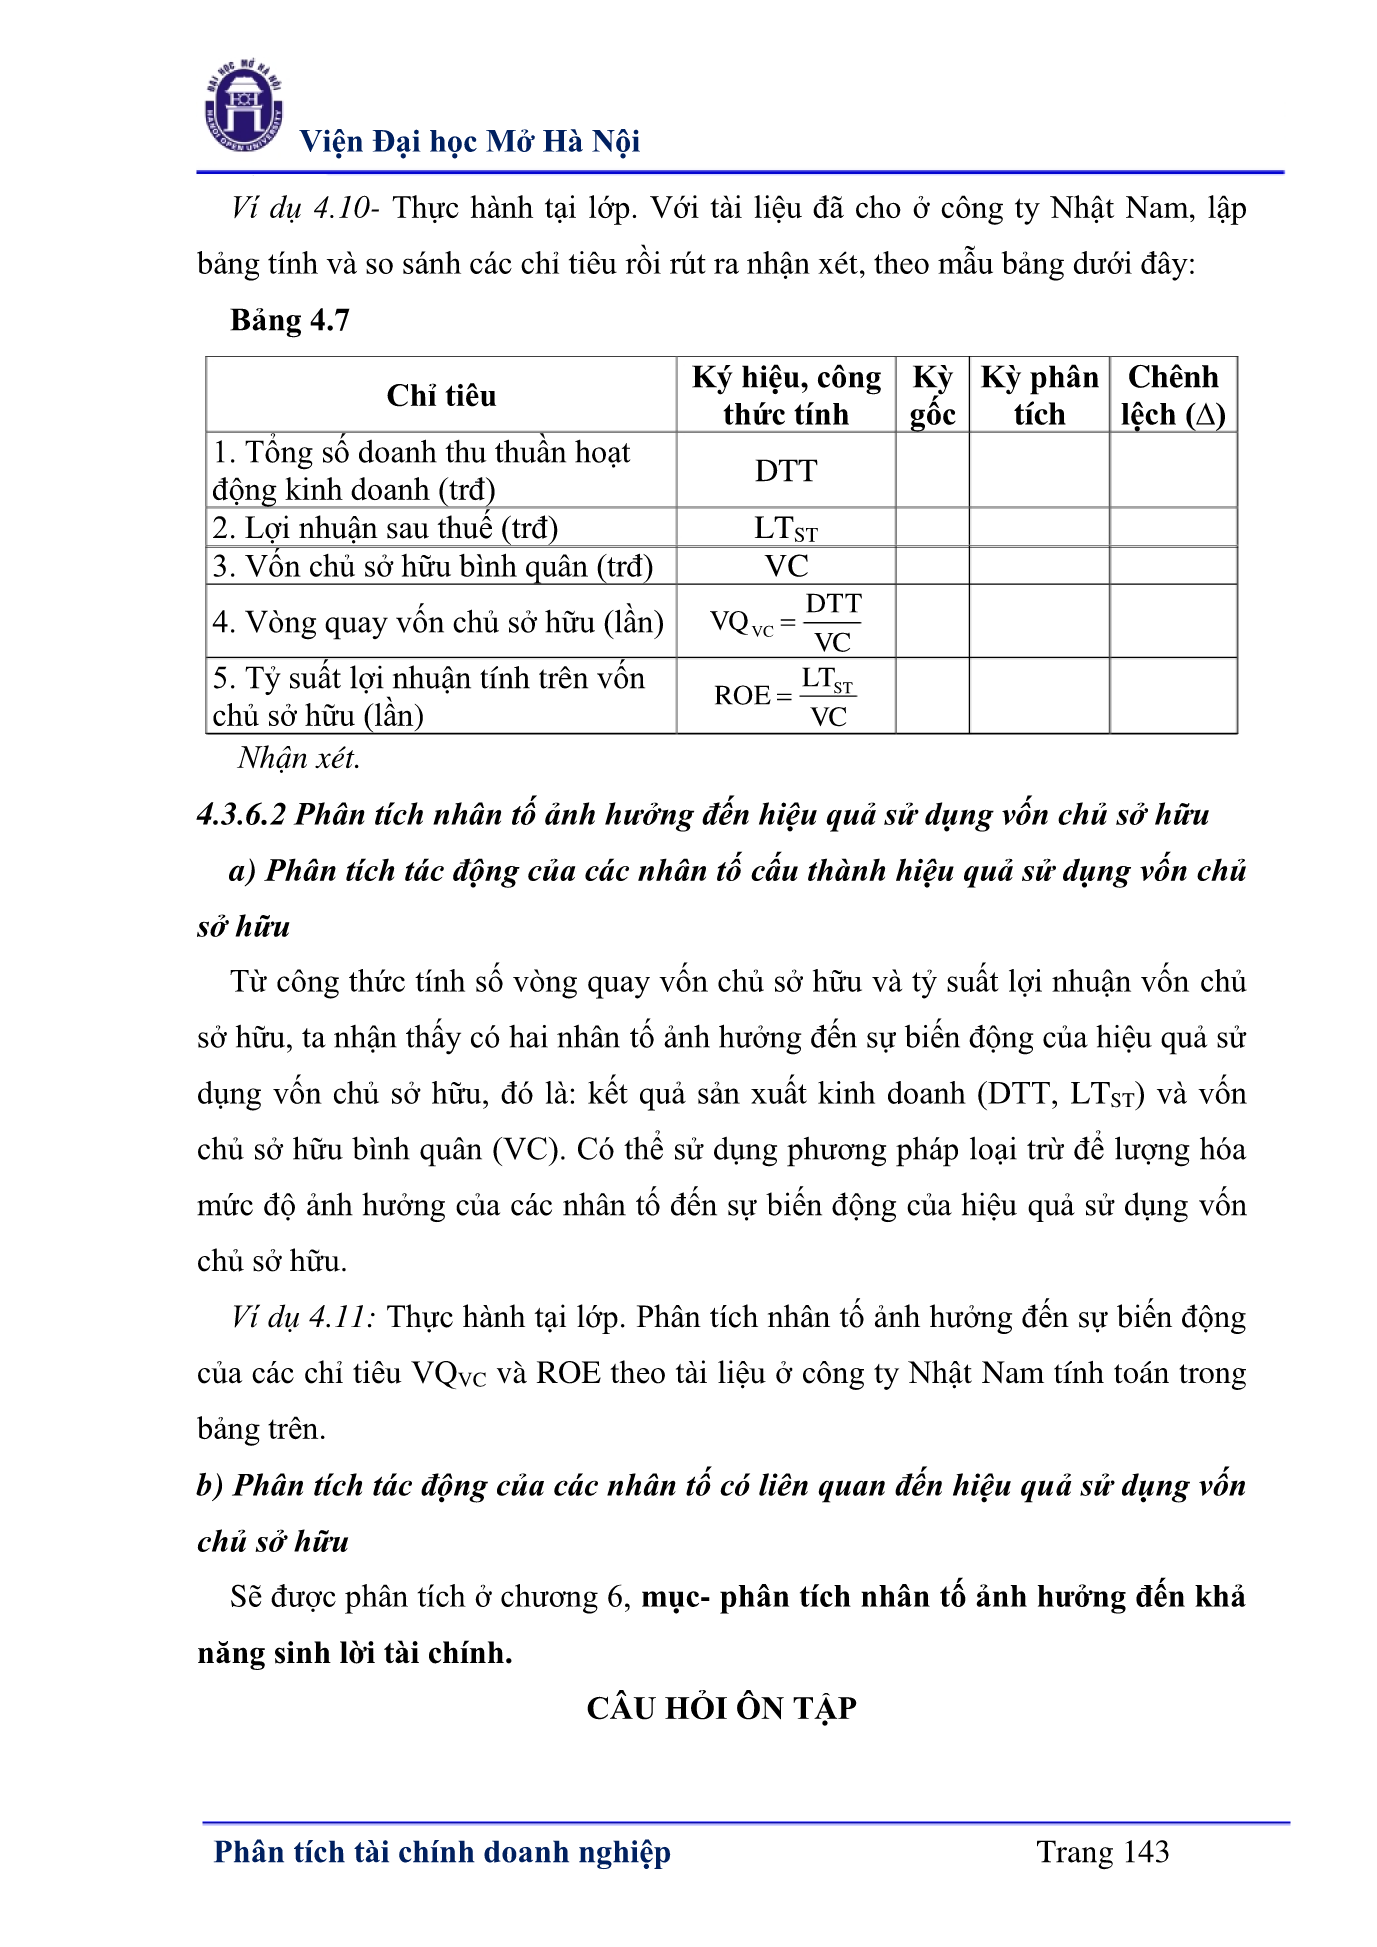 ĐẠI HỌC MỞ HÀ NỘI
HANOI OPEN UNIVERSITY
Viện Đại học Mở Hà Nội
Ví dụ 4.10- Thực hành tại lớp. Với tài liệu đã cho ở công ty Nhật Nam, lập
bảng tính và so sánh các chỉ tiêu rồi rút ra nhận xét, theo mẫu bảng dưới đây:
Bảng 4.7
Chỉ tiêu | Ký hiệu, công thức tính | Kỳ gốc | Kỳ phân tích | Chênh lệch (Δ)
1. Tổng số doanh thu thuần hoạt
động kinh doanh (trđ) | DTT
2. Lợi nhuận sau thuế (trđ) | LT_ST
3. Vốn chủ sở hữu bình quân (trđ) | VC
4. Vòng quay vốn chủ sở hữu (lần) | VQ_VC = DTT / VC
5. Tỷ suất lợi nhuận tính trên vốn
chủ sở hữu (lần) | ROE = LT_ST / VC
Nhận xét.
4.3.6.2 Phân tích nhân tố ảnh hưởng đến hiệu quả sử dụng vốn chủ sở hữu
a) Phân tích tác động của các nhân tố cấu thành hiệu quả sử dụng vốn chủ
sở hữu
Từ công thức tính số vòng quay vốn chủ sở hữu và tỷ suất lợi nhuận vốn chủ
sở hữu, ta nhận thấy có hai nhân tố ảnh hưởng đến sự biến động của hiệu quả sử
dụng vốn chủ sở hữu, đó là: kết quả sản xuất kinh doanh (DTT, LT_ST) và vốn
chủ sở hữu bình quân (VC). Có thể sử dụng phương pháp loại trừ để lượng hóa
mức độ ảnh hưởng của các nhân tố đến sự biến động của hiệu quả sử dụng vốn
chủ sở hữu.
Ví dụ 4.11: Thực hành tại lớp. Phân tích nhân tố ảnh hưởng đến sự biến động
của các chỉ tiêu VQ_VC và ROE theo tài liệu ở công ty Nhật Nam tính toán trong
bảng trên.
b) Phân tích tác động của các nhân tố có liên quan đến hiệu quả sử dụng vốn
chủ sở hữu
Sẽ được phân tích ở chương 6, mục- phân tích nhân tố ảnh hưởng đến khả
năng sinh lời tài chính.
CÂU HỎI ÔN TẬP
Phân tích tài chính doanh nghiệp Trang 143